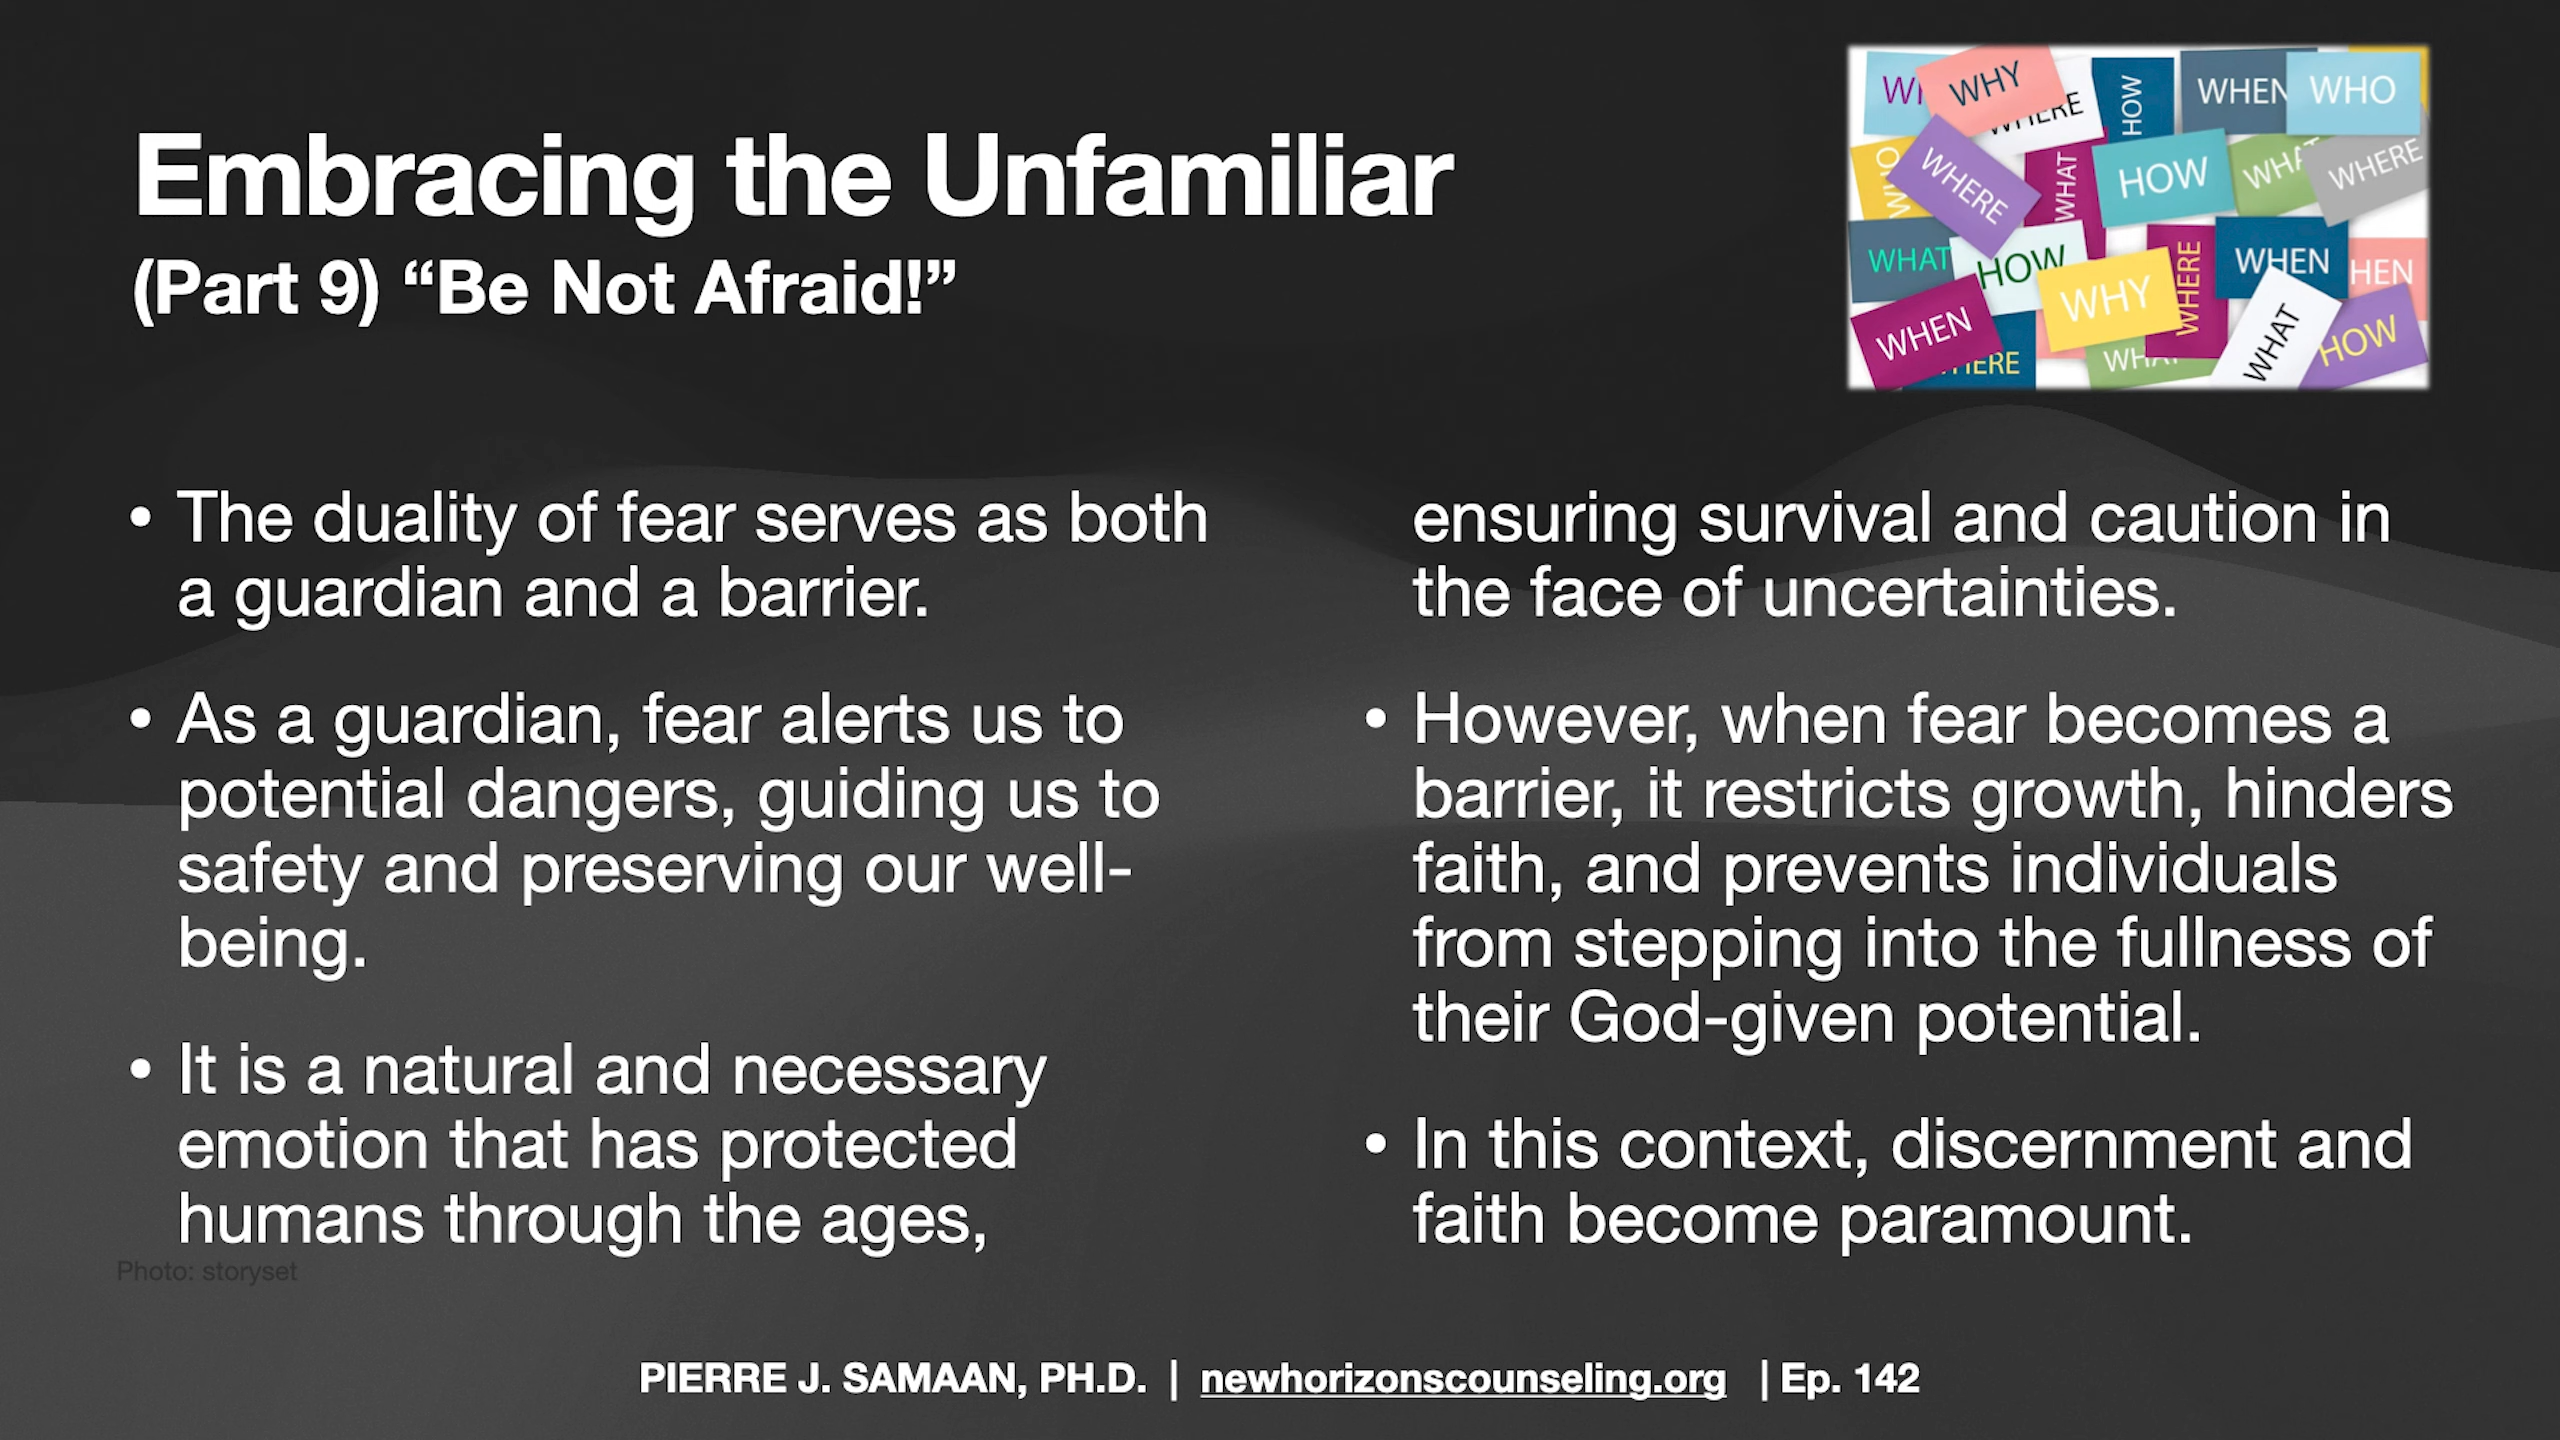 Embracing the Unfamiliar
(Part 9) “Be Not Afraid!”
WHY
WHERE
HOW
WHEN
WHO
WHO
WHERE
WHAT
HOW
WHAT
WHERE
WHAT
HOW
WHY
WHERE
WHEN
HEN
WHEN
WHAT
WHAT
HOW
• The duality of fear serves as both
a guardian and a barrier.
• As a guardian, fear alerts us to
potential dangers, guiding us to
safety and preserving our well-
being.
• It is a natural and necessary
emotion that has protected
humans through the ages,
ensuring survival and caution in
the face of uncertainties.
• However, when fear becomes a
barrier, it restricts growth, hinders
faith, and prevents individuals
from stepping into the fullness of
their God-given potential.
• In this context, discernment and
faith become paramount.
Photo: storyset
PIERRE J. SAMAAN, PH.D. | newhorizonscounseling.org | Ep. 142